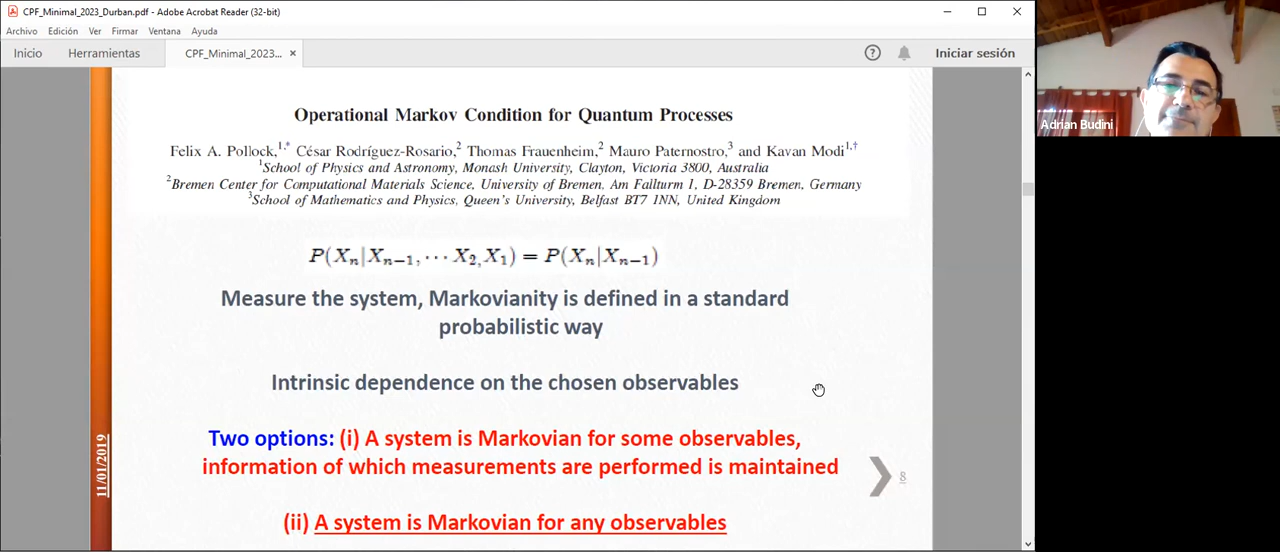 CPF_Minimal_2023_Durban.pdf - Adobe Acrobat Reader (32-bit)
Archivo Edición Ver Firmar Ventana Ayuda
Inicio Herramientas CPF_Minimal_2023_D... × Iniciar sesión
Adrian Budini
Operational Markov Condition for Quantum Processes
Felix A. Pollock,1,* César Rodríguez-Rosario,2 Thomas Frauenheim,2 Mauro Paternostro,3 and Kavan Modi1,†
1School of Physics and Astronomy, Monash University, Clayton, Victoria 3800, Australia
2Bremen Center for Computational Materials Science, University of Bremen, Am Fallturm 1, D-28359 Bremen, Germany
3School of Mathematics and Physics, Queen's University, Belfast BT7 1NN, United Kingdom
P(Xn|Xn−1, ··· X2, X1) = P(Xn|Xn−1)
Measure the system, Markovianity is defined in a standard
probabilistic way
Intrinsic dependence on the chosen observables
Two options: (i) A system is Markovian for some observables,
information of which measurements are performed is maintained
(ii) A system is Markovian for any observables
11/01/2019
8